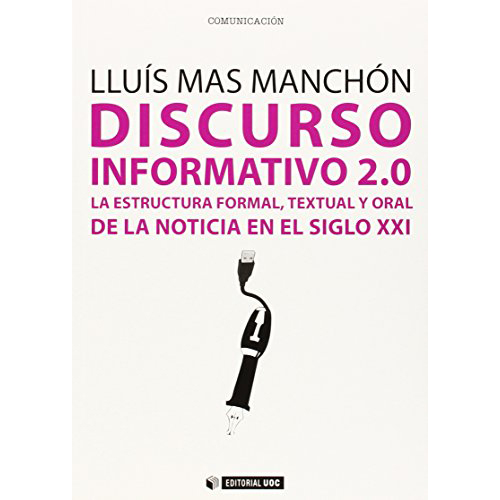 COMUNICACIÓN
LLUÍS MAS MANCHÓN
DISCURSO
INFORMATIVO 2.0
LA ESTRUCTURA FORMAL, TEXTUAL Y ORAL
DE LA NOTICIA EN EL SIGLO XXI
EDITORIAL UOC